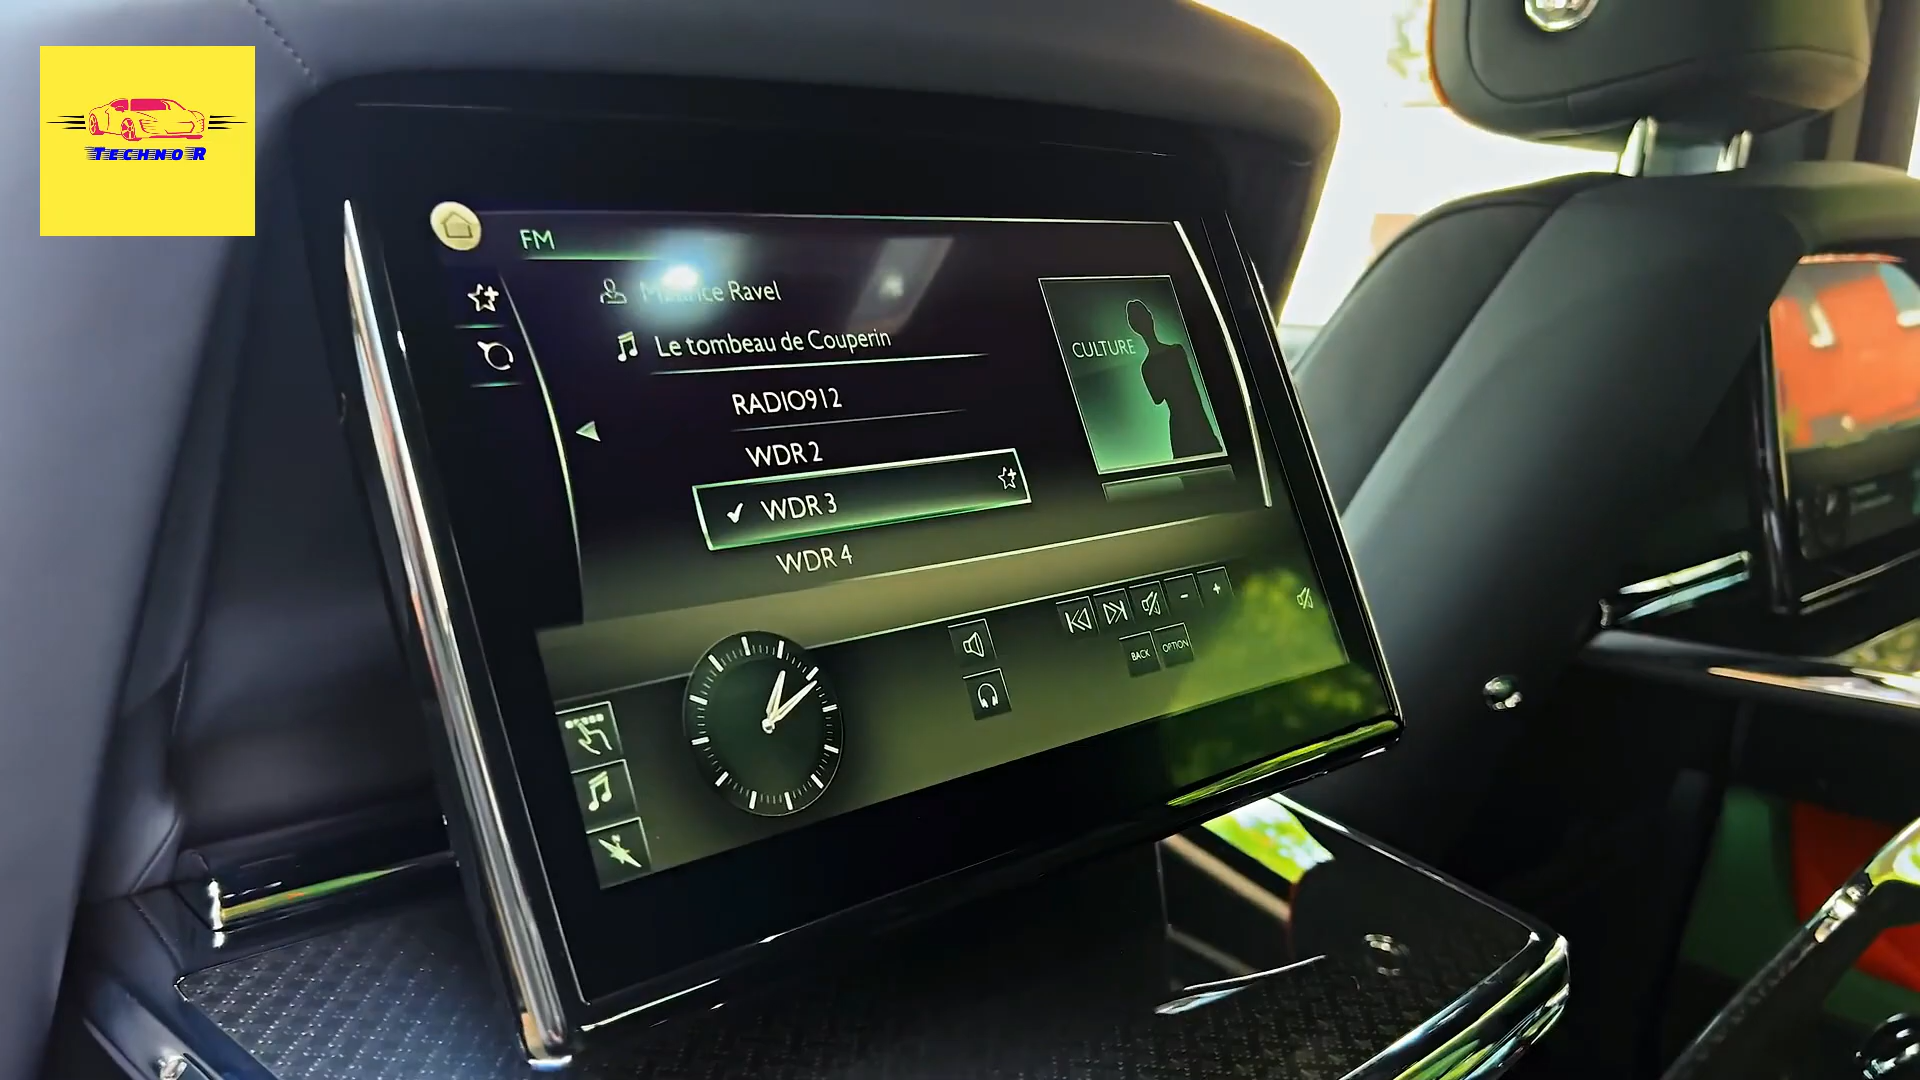 TECHNO R
FM
Maurice Ravel
Le tombeau de Couperin
CULTURE
RADIO912
WDR 2
WDR 3
WDR 4
BACK
OPTION